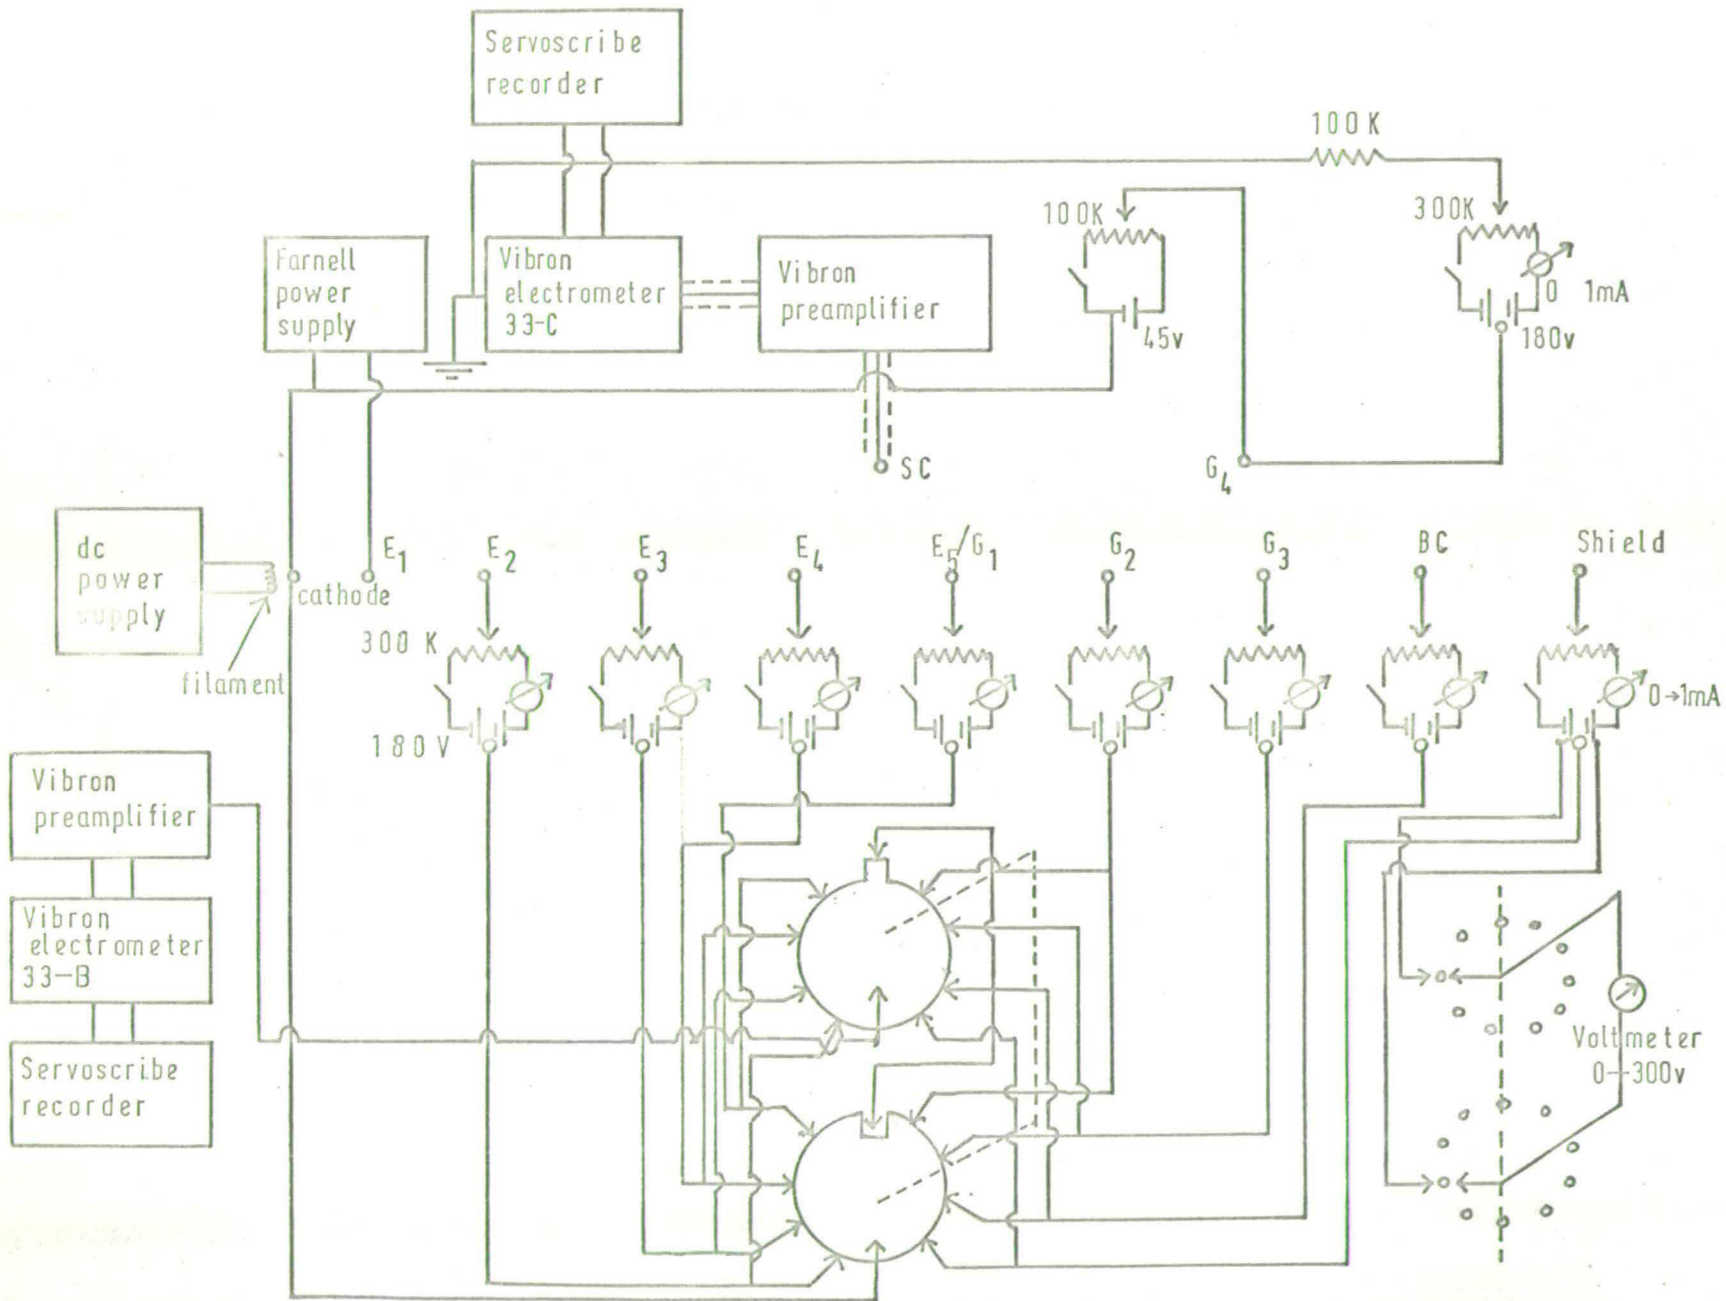 Servoscribe
recorder
100 K
100K
300K
Farnell
power
supply
Vibron
electrometer
33-C
Vibron
preamplifier
0 1mA
45v
180v
SC
G4
dc
power
supply
cathode
filament
E1
E2
E3
E4
E5/G1
G2
G3
BC
Shield
300 K
180V
0→1mA
Vibron
preamplifier
Vibron
electrometer
33-B
Servoscribe
recorder
Voltmeter
0-300v